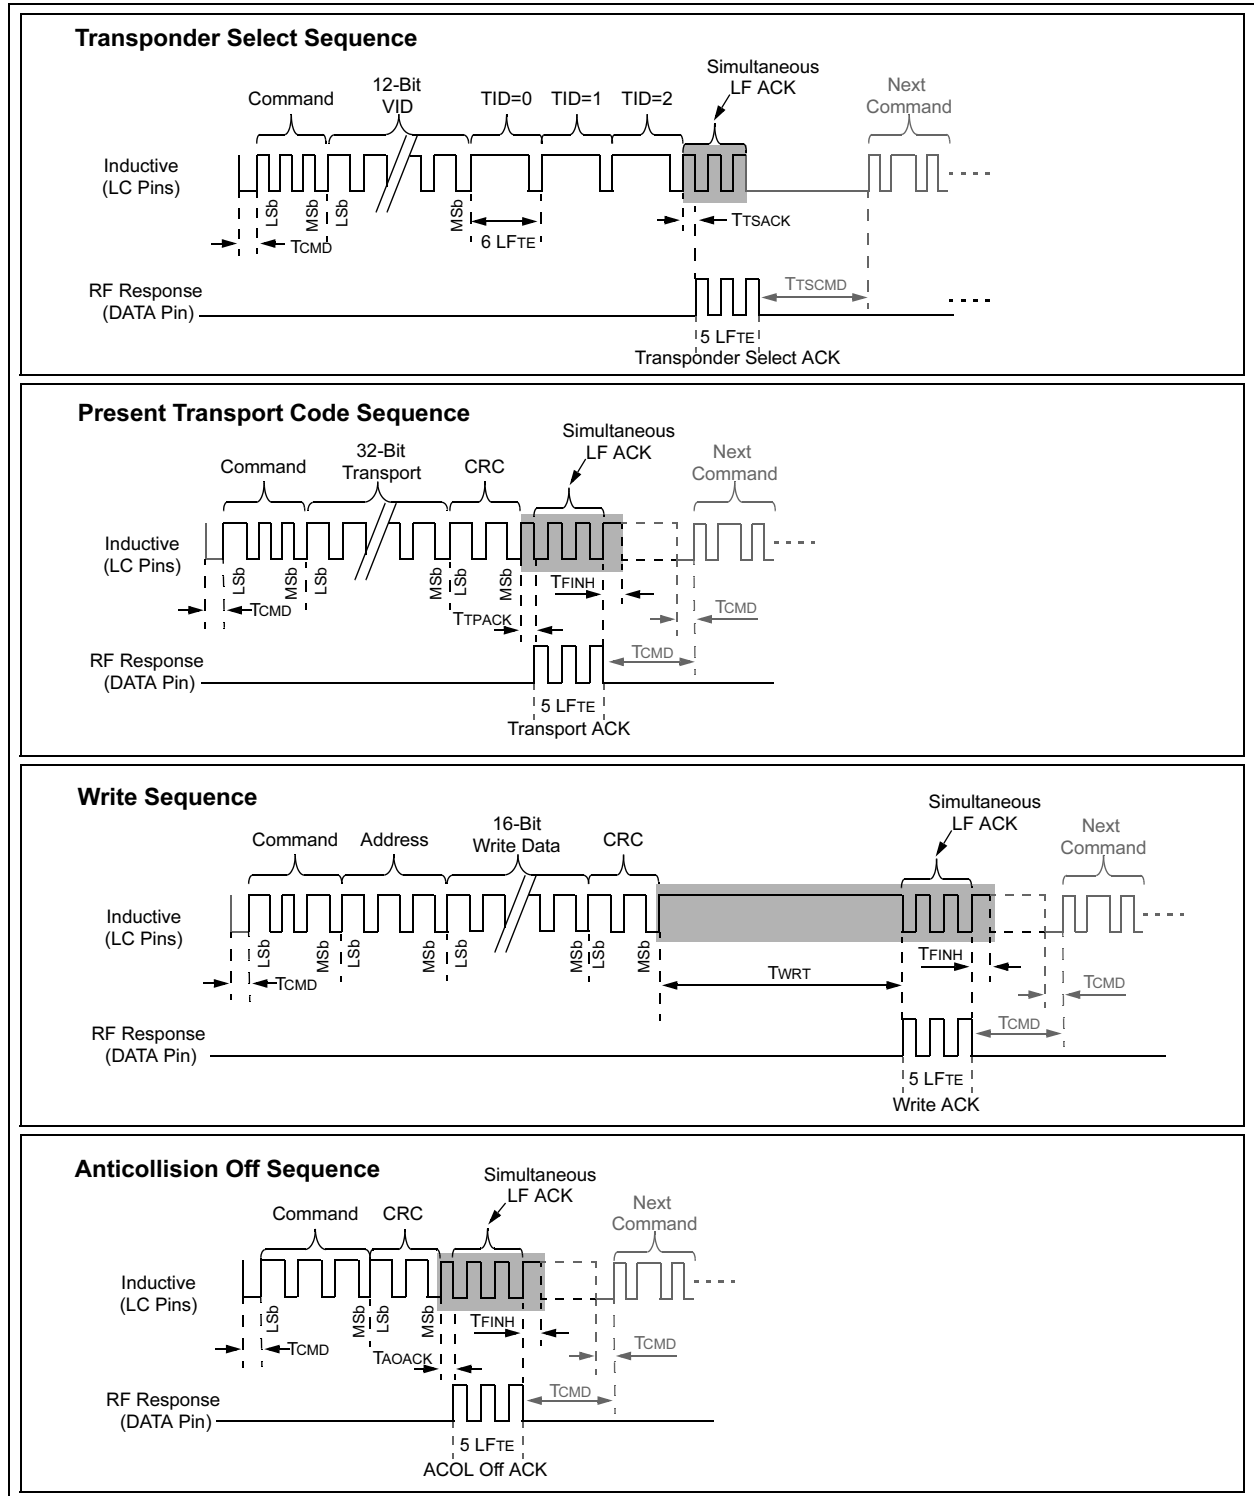 Transponder Select Sequence
Simultaneous
LF ACK
12-Bit
VID
Command
TID=0
TID=1
TID=2
Next
Command
Inductive
(LC Pins)
LSb
MSb
LSb
MSb
TCMD
6 LFTE
TTSACK
RF Response
(DATA Pin)
TTSCMD
5 LFTE
Transponder Select ACK
Present Transport Code Sequence
Simultaneous
LF ACK
32-Bit
Transport
Command
CRC
Next
Command
Inductive
(LC Pins)
LSb
MSb
LSb
MSb
LSb
MSb
TFINH
TCMD
TCMD
TTPACK
RF Response
(DATA Pin)
TCMD
5 LFTE
Transport ACK
Write Sequence
Simultaneous
LF ACK
16-Bit
Write Data
Command
Address
CRC
Next
Command
Inductive
(LC Pins)
LSb
MSb
LSb
MSb
LSb
MSb
LSb
MSb
TFINH
TCMD
TWRT
TCMD
RF Response
(DATA Pin)
TCMD
5 LFTE
Write ACK
Anticollision Off Sequence
Simultaneous
LF ACK
Command
CRC
Next
Command
Inductive
(LC Pins)
LSb
MSb
LSb
MSb
TFINH
TCMD
TCMD
TAOACK
RF Response
(DATA Pin)
TCMD
5 LFTE
ACOL Off ACK